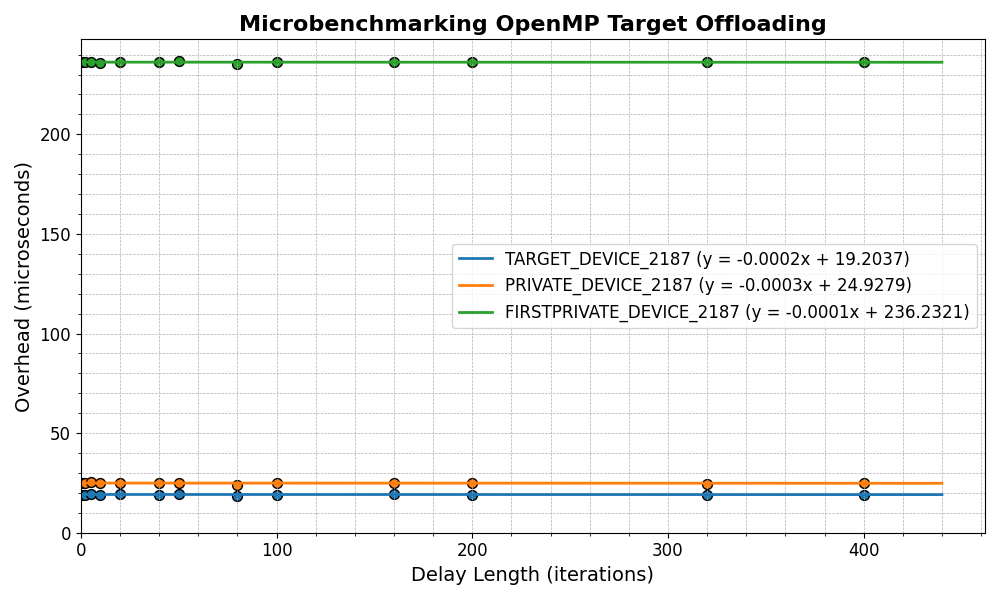 Microbenchmarking OpenMP Target Offloading
Overhead (microseconds)
200
150
100
50
0
TARGET_DEVICE_2187 (y = -0.0002x + 19.2037)
PRIVATE_DEVICE_2187 (y = -0.0003x + 24.9279)
FIRSTPRIVATE_DEVICE_2187 (y = -0.0001x + 236.2321)
0 100 200 300 400
Delay Length (iterations)